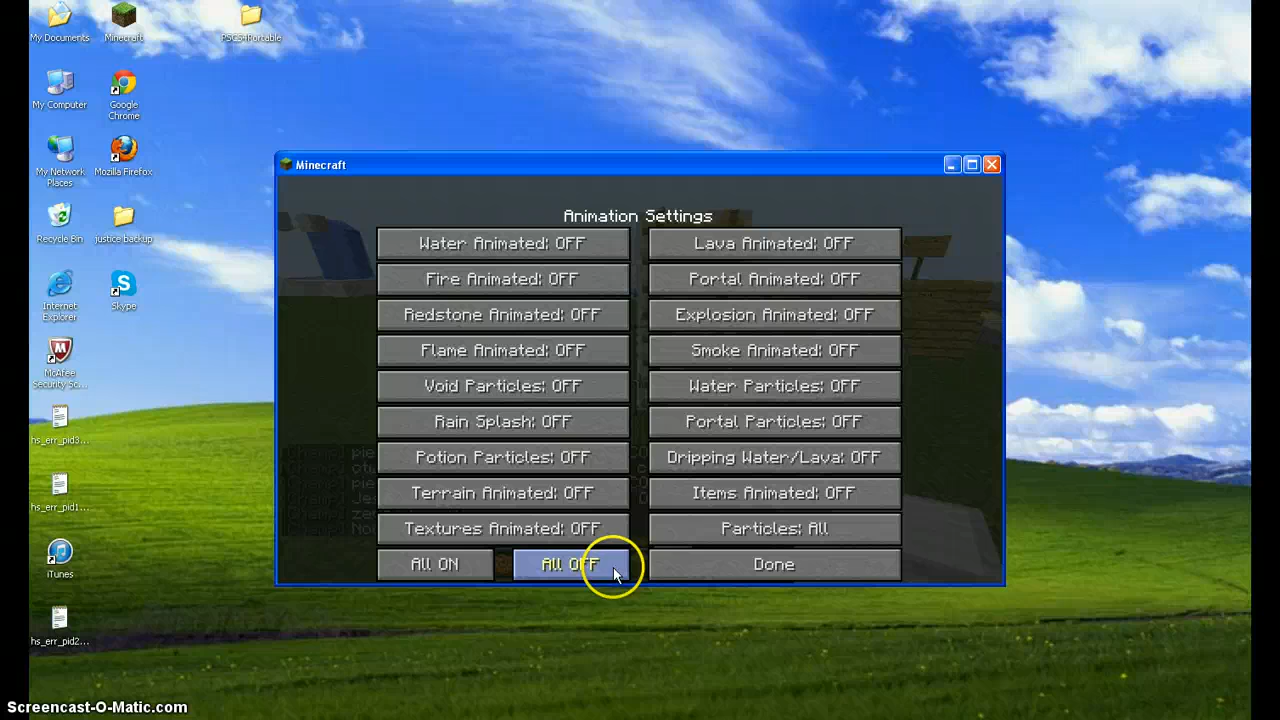 My Documents
Minecraft
PSCS4Portable
My Computer
Google
Chrome
My Network
Places
Mozilla Firefox
Recycle Bin
justice backup
Internet
Explorer
Skype
McAfee
Security Sc...
hs_err_pid3...
hs_err_pid1...
iTunes
hs_err_pid2...
Minecraft
Animation Settings
Water Animated: OFF
Lava Animated: OFF
Fire Animated: OFF
Portal Animated: OFF
Redstone Animated: OFF
Explosion Animated: OFF
Flame Animated: OFF
Smoke Animated: OFF
Void Particles: OFF
Water Particles: OFF
Rain Splash: OFF
Portal Particles: OFF
Potion Particles: OFF
Dripping Water/Lava: OFF
Terrain Animated: OFF
Items Animated: OFF
Textures Animated: OFF
Particles: All
All ON
All OFF
Done
Screencast-O-Matic.com